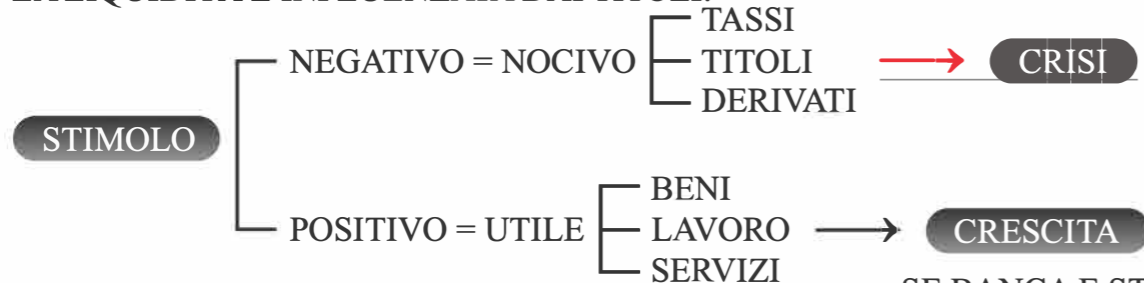 TASSI
NEGATIVO = NOCIVO
TITOLI
CRISI
DERIVATI
STIMOLO
BENI
POSITIVO = UTILE
LAVORO
CRESCITA
SERVIZI